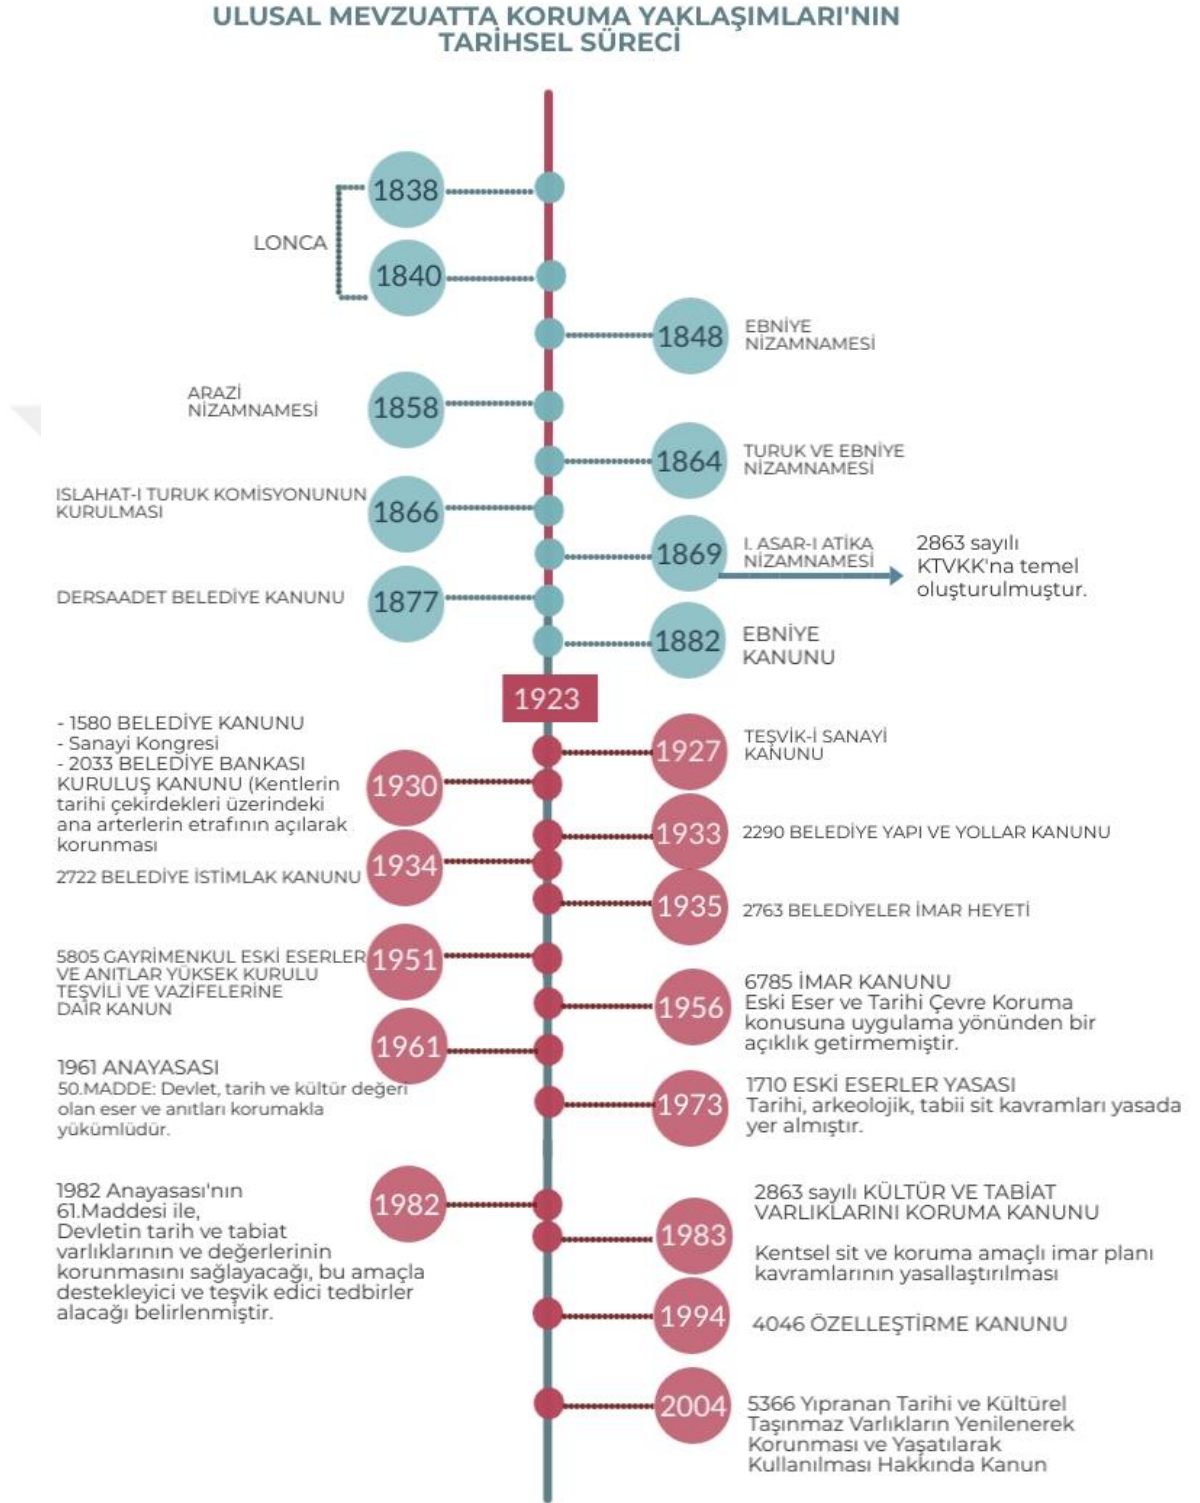 ULUSAL MEVZUATTA KORUMA YAKLAŞIMLARI'NIN
TARİHSEL SÜRECİ
1838
LONCA
1840
1848
EBNİYE
NİZAMNAMESİ
ARAZİ
NİZAMNAMESİ
1858
1864
TURUK VE EBNİYE
NİZAMNAMESİ
ISLAHAT-I TURUK KOMİSYONUNUN
KURULMASI
1866
1869
I. ASAR-I ATİKA
NİZAMNAMESİ
2863 sayılı
KTVKK'na temel
oluşturulmuştur.
DERSAADET BELEDİYE KANUNU
1877
1882
EBNİYE
KANUNU
1923
1927
TEŞVİK-İ SANAYİ
KANUNU
- 1580 BELEDİYE KANUNU
- Sanayi Kongresi
- 2033 BELEDİYE BANKASI
KURULUŞ KANUNU (Kentlerin
tarihi çekirdekleri üzerindeki
ana arterlerin etrafının açılarak
korunması
1930
1933
2290 BELEDİYE YAPI VE YOLLAR KANUNU
2722 BELEDİYE İSTİMLAK KANUNU
1934
1935
2763 BELEDİYELER İMAR HEYETİ
5805 GAYRİMENKUL ESKİ ESERLER
VE ANITLAR YÜKSEK KURULU
TEŞVİLİ VE VAZİFELERİNE
DAİR KANUN
1951
1956
6785 İMAR KANUNU
Eski Eser ve Tarihi Çevre Koruma
konusuna uygulama yönünden bir
açıklık getirmemiştir.
1961
1961 ANAYASASI
50.MADDE: Devlet, tarih ve kültür değeri
olan eser ve anıtları korumakla
yükümlüdür.
1973
1710 ESKİ ESERLER YASASI
Tarihi, arkeolojik, tabii sit kavramları yasada
yer almıştır.
1982 Anayasası'nın
61.Maddesi ile,
Devletin tarih ve tabiat
varlıklarının ve değerlerinin
korunmasını sağlayacağı, bu amaçla
destekleyici ve teşvik edici tedbirler
alacağı belirlenmiştir.
1982
1983
2863 sayılı KÜLTÜR VE TABİAT
VARLIKLARINI KORUMA KANUNU
Kentsel sit ve koruma amaçlı imar planı
kavramlarının yasallaştırılması
1994
4046 ÖZELLEŞTİRME KANUNU
2004
5366 Yıpranan Tarihi ve Kültürel
Taşınmaz Varlıkların Yenilenerek
Korunması ve Yaşatılarak
Kullanılması Hakkında Kanun